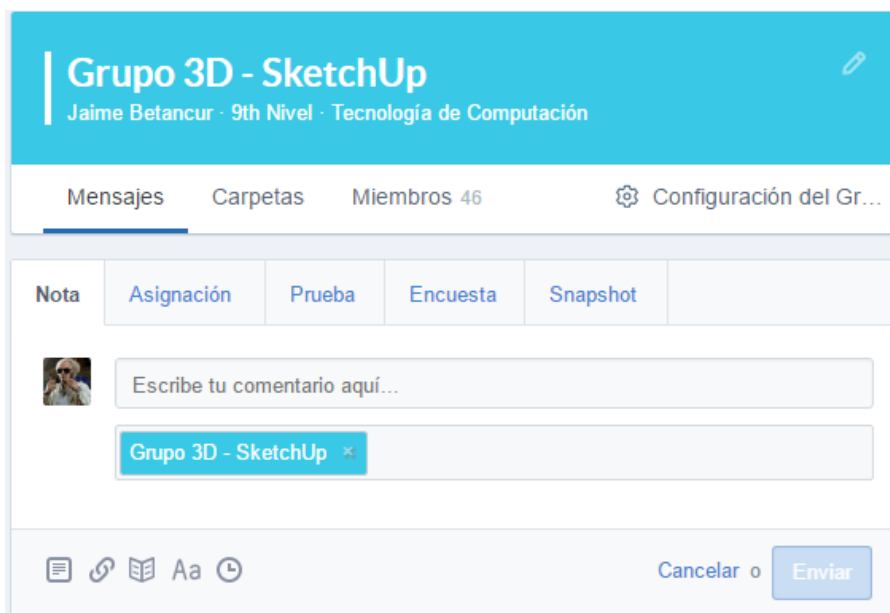 Grupo 3D - SketchUp
Jaime Betancur · 9th Nivel · Tecnología de Computación
Mensajes Carpetas Miembros 46 Configuración del Gr...
Nota Asignación Prueba Encuesta Snapshot
Escribe tu comentario aquí...
Grupo 3D - SketchUp ×
Aa Cancelar o Enviar